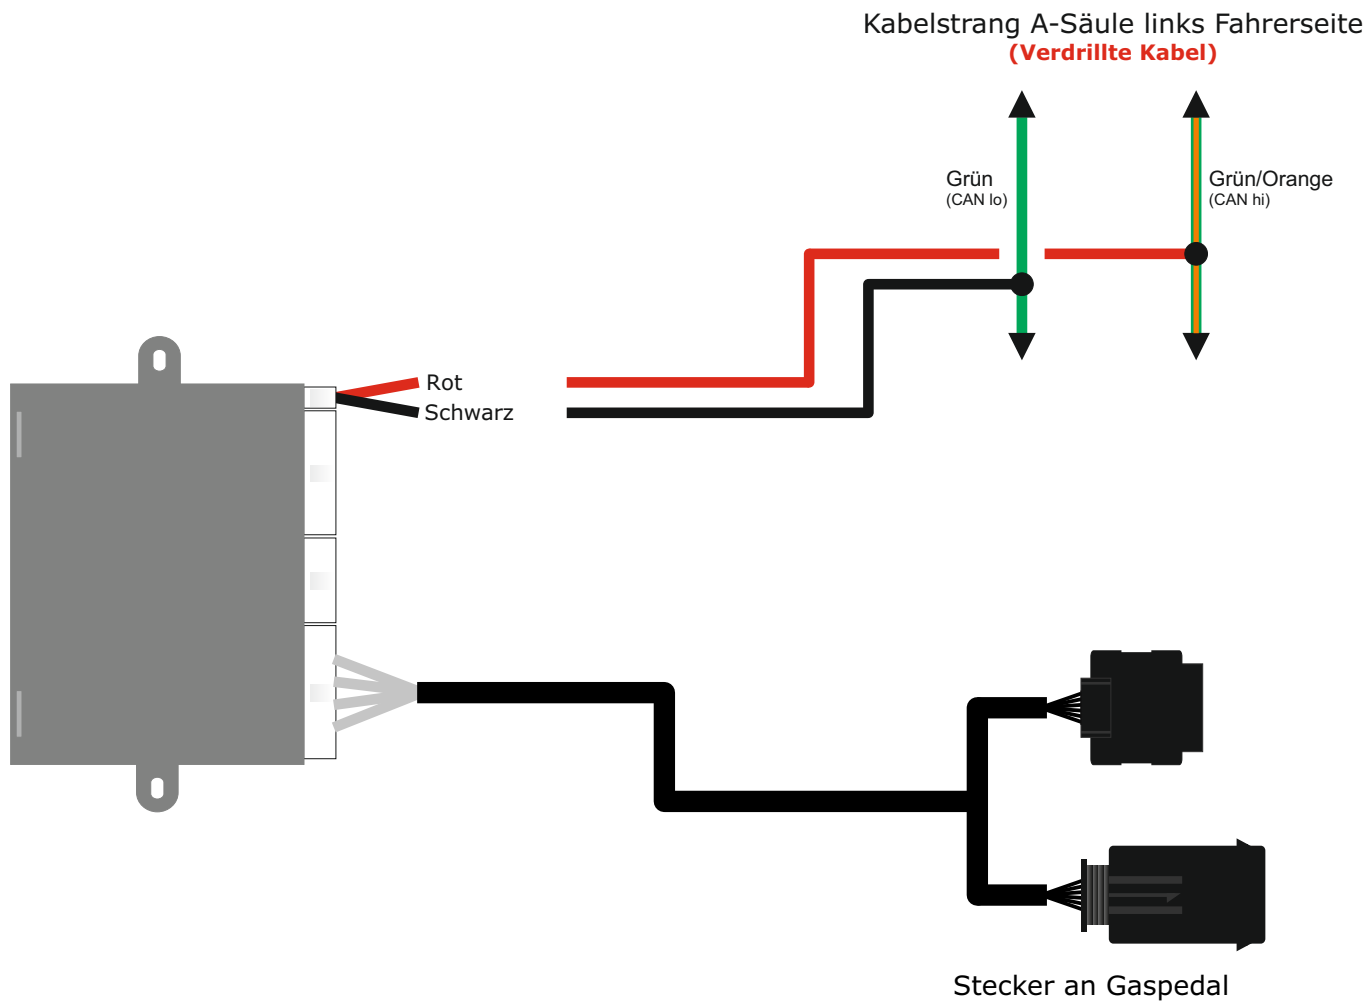 Kabelstrang A-Säule links Fahrerseite
(Verdrillte Kabel)
Grün
(CAN lo)
Grün/Orange
(CAN hi)
Rot
Schwarz
Stecker an Gaspedal